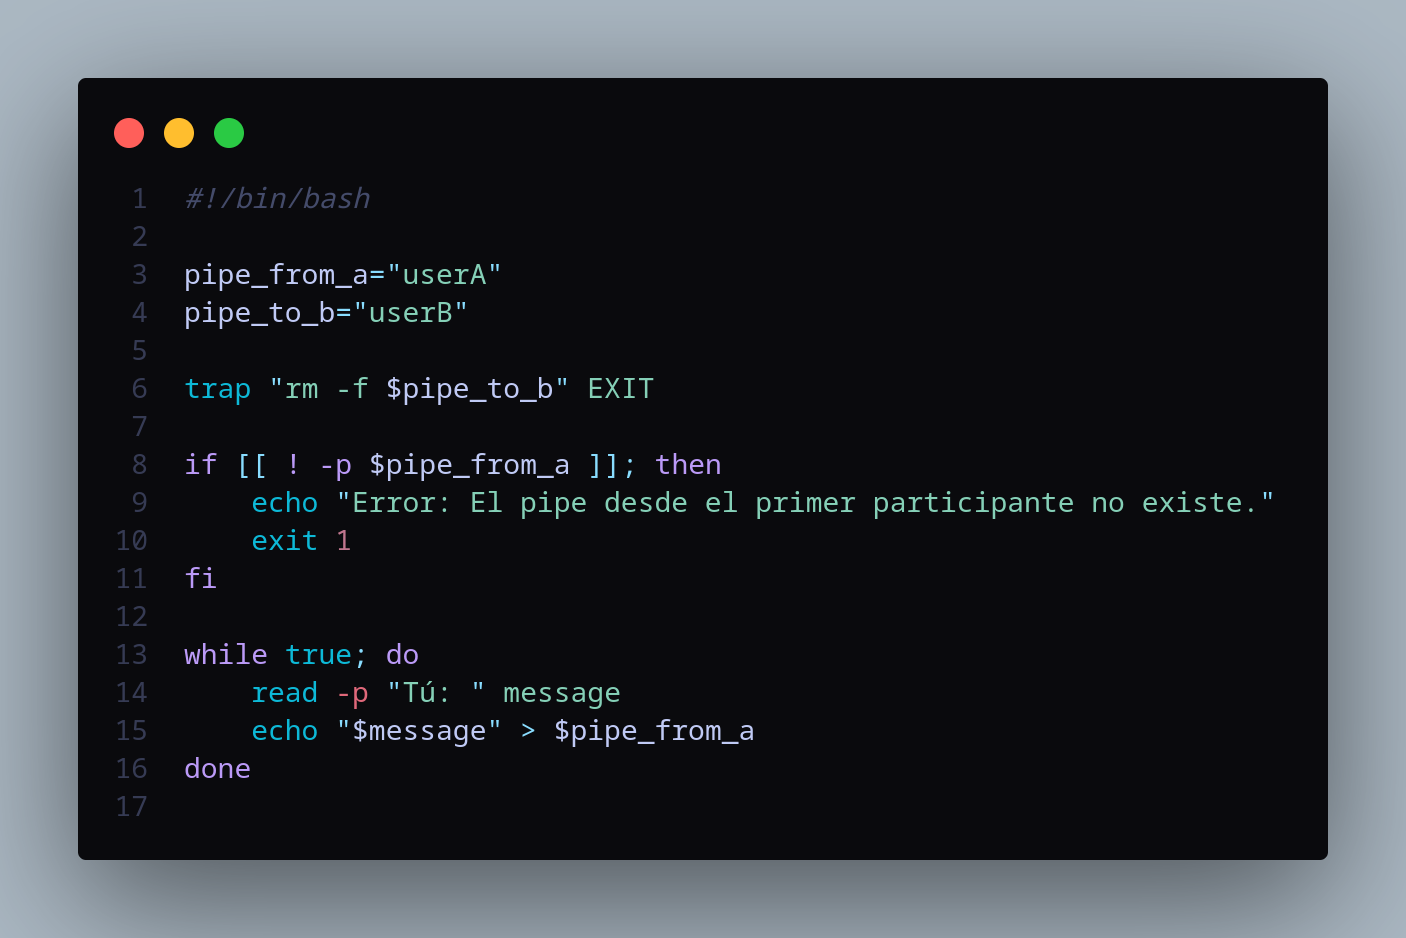 1 #!/bin/bash
2
3 pipe_from_a="userA"
4 pipe_to_b="userB"
5
6 trap "rm -f $pipe_to_b" EXIT
7
8 if [[ ! -p $pipe_from_a ]]; then
9     echo "Error: El pipe desde el primer participante no existe."
10     exit 1
11 fi
12
13 while true; do
14     read -p "Tú: " message
15     echo "$message" > $pipe_from_a
16 done
17